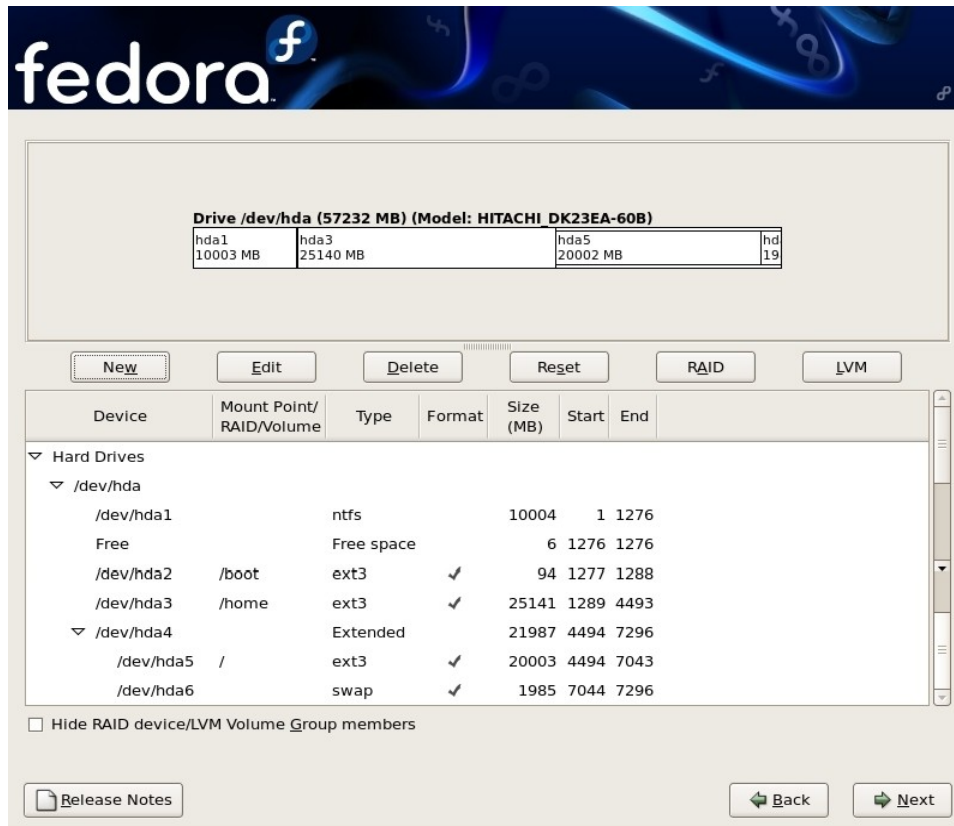 fedora
Drive /dev/hda (57232 MB) (Model: HITACHI_DK23EA-60B)
hda1 hda3 hda5 hd
10003 MB 25140 MB 20002 MB 19
New Edit Delete Reset RAID LVM
Device Mount Point/ RAID/Volume Type Format Size (MB) Start End
Hard Drives
/dev/hda
/dev/hda1 ntfs 10004 1 1276
Free Free space 6 1276 1276
/dev/hda2 /boot ext3 94 1277 1288
/dev/hda3 /home ext3 25141 1289 4493
/dev/hda4 Extended 21987 4494 7296
/dev/hda5 / ext3 20003 4494 7043
/dev/hda6 swap 1985 7044 7296
Hide RAID device/LVM Volume Group members
Release Notes Back Next